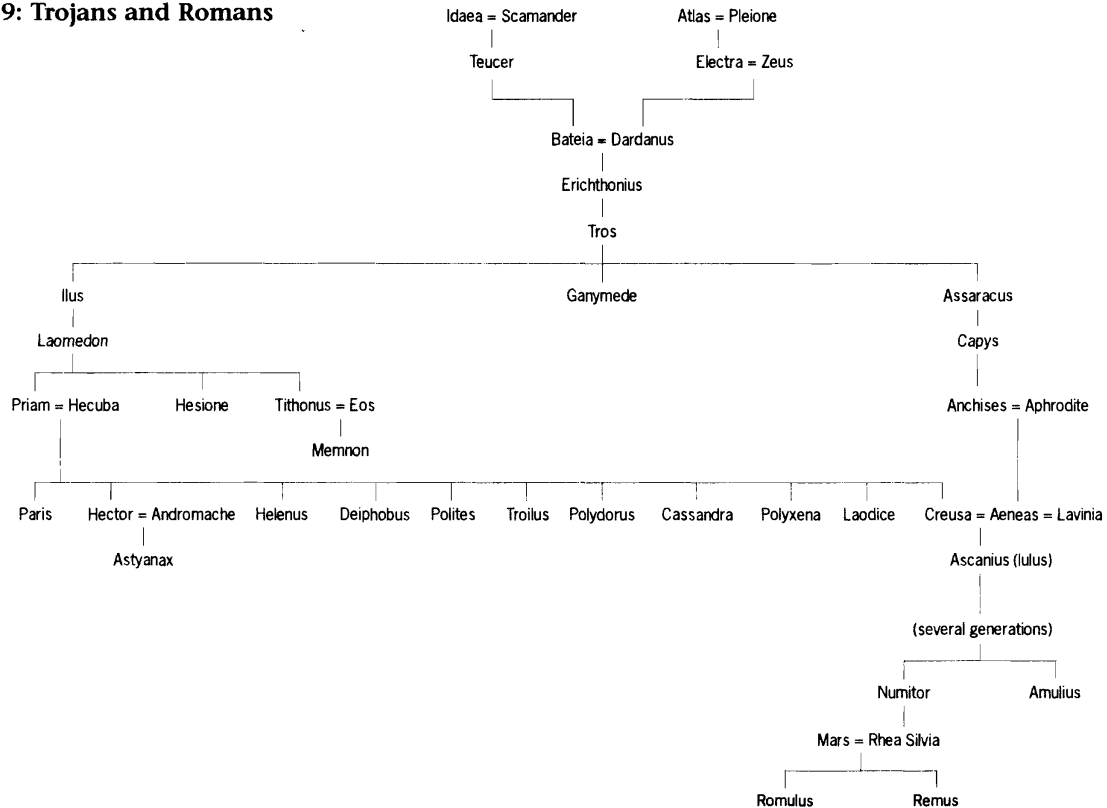 9: Trojans and Romans
Idaea = Scamander Atlas = Pleione
Teucer Electra = Zeus
Bateia = Dardanus
Erichthonius
Tros
Ilus Ganymede Assaracus
Laomedon Capys
Priam = Hecuba Hesione Tithonus = Eos Anchises = Aphrodite
Memnon
Paris Hector = Andromache Helenus Deiphobus Polites Troilus Polydorus Cassandra Polyxena Laodice Creusa = Aeneas = Lavinia
Astyanax Ascanius (Iulus)
(several generations)
Numitor Amulius
Mars = Rhea Silvia
Romulus Remus